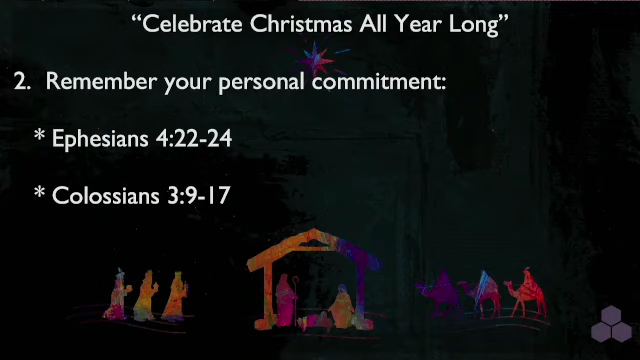 “Celebrate Christmas All Year Long”
2. Remember your personal commitment:
* Ephesians 4:22-24
* Colossians 3:9-17